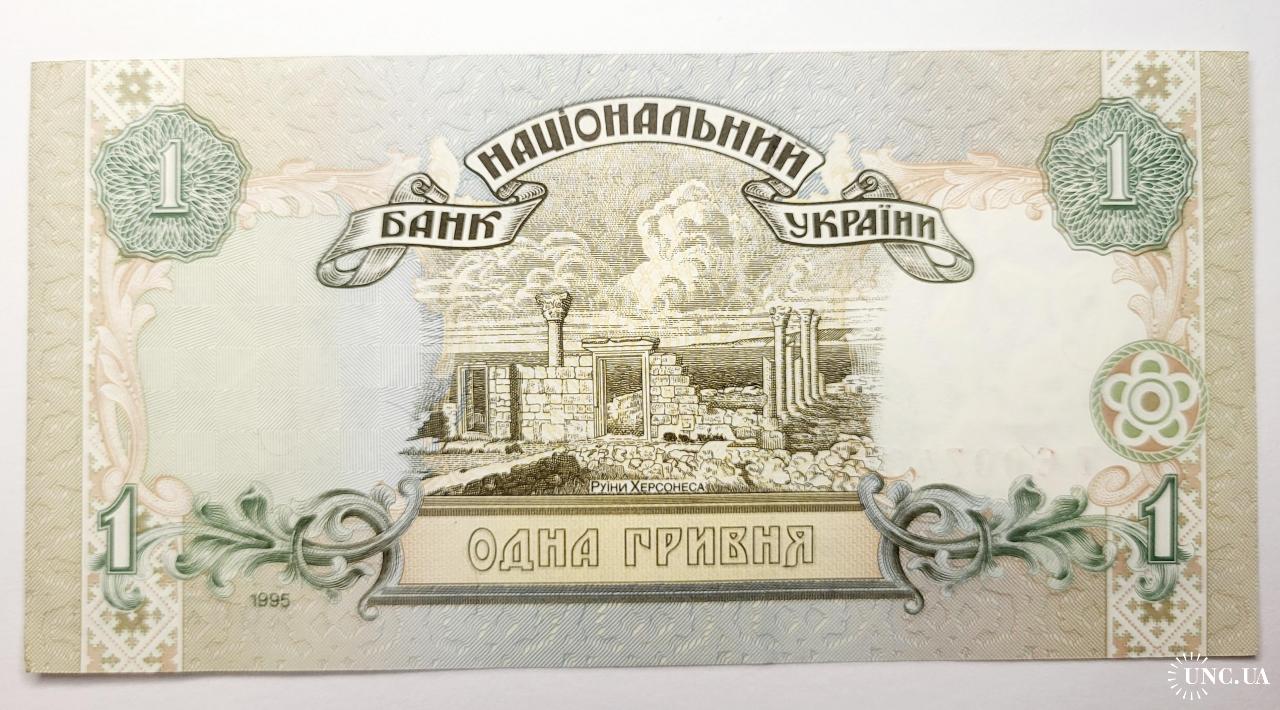 НАЦІОНАЛЬНИЙ
БАНК УКРАЇНИ
1 1
Руїни Херсонеса
1 1
ОДНА ГРИВНЯ
1995
UNC.UA